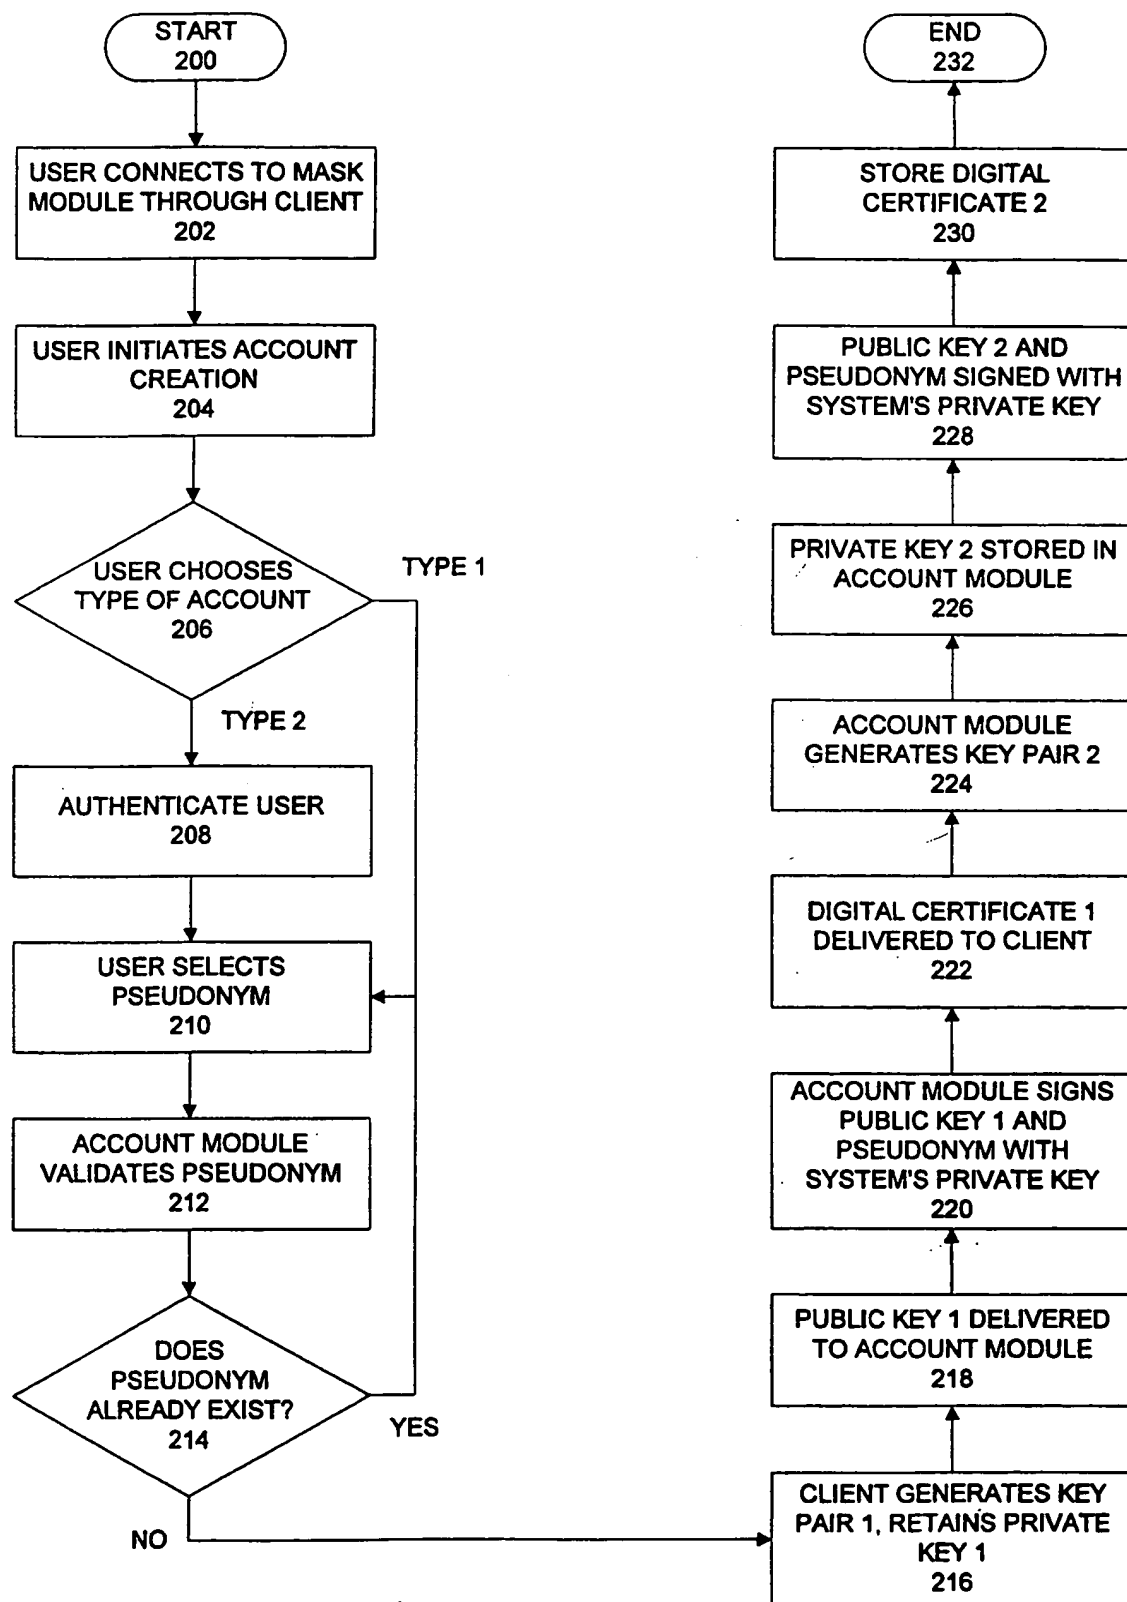 START
200
USER CONNECTS TO MASK
MODULE THROUGH CLIENT
202
USER INITIATES ACCOUNT
CREATION
204
USER CHOOSES
TYPE OF ACCOUNT
206
TYPE 1
TYPE 2
AUTHENTICATE USER
208
USER SELECTS
PSEUDONYM
210
ACCOUNT MODULE
VALIDATES PSEUDONYM
212
DOES
PSEUDONYM
ALREADY EXIST?
214
YES
NO
CLIENT GENERATES KEY
PAIR 1, RETAINS PRIVATE
KEY 1
216
PUBLIC KEY 1 DELIVERED
TO ACCOUNT MODULE
218
ACCOUNT MODULE SIGNS
PUBLIC KEY 1 AND
PSEUDONYM WITH
SYSTEM'S PRIVATE KEY
220
DIGITAL CERTIFICATE 1
DELIVERED TO CLIENT
222
ACCOUNT MODULE
GENERATES KEY PAIR 2
224
PRIVATE KEY 2 STORED IN
ACCOUNT MODULE
226
PUBLIC KEY 2 AND
PSEUDONYM SIGNED WITH
SYSTEM'S PRIVATE KEY
228
STORE DIGITAL
CERTIFICATE 2
230
END
232